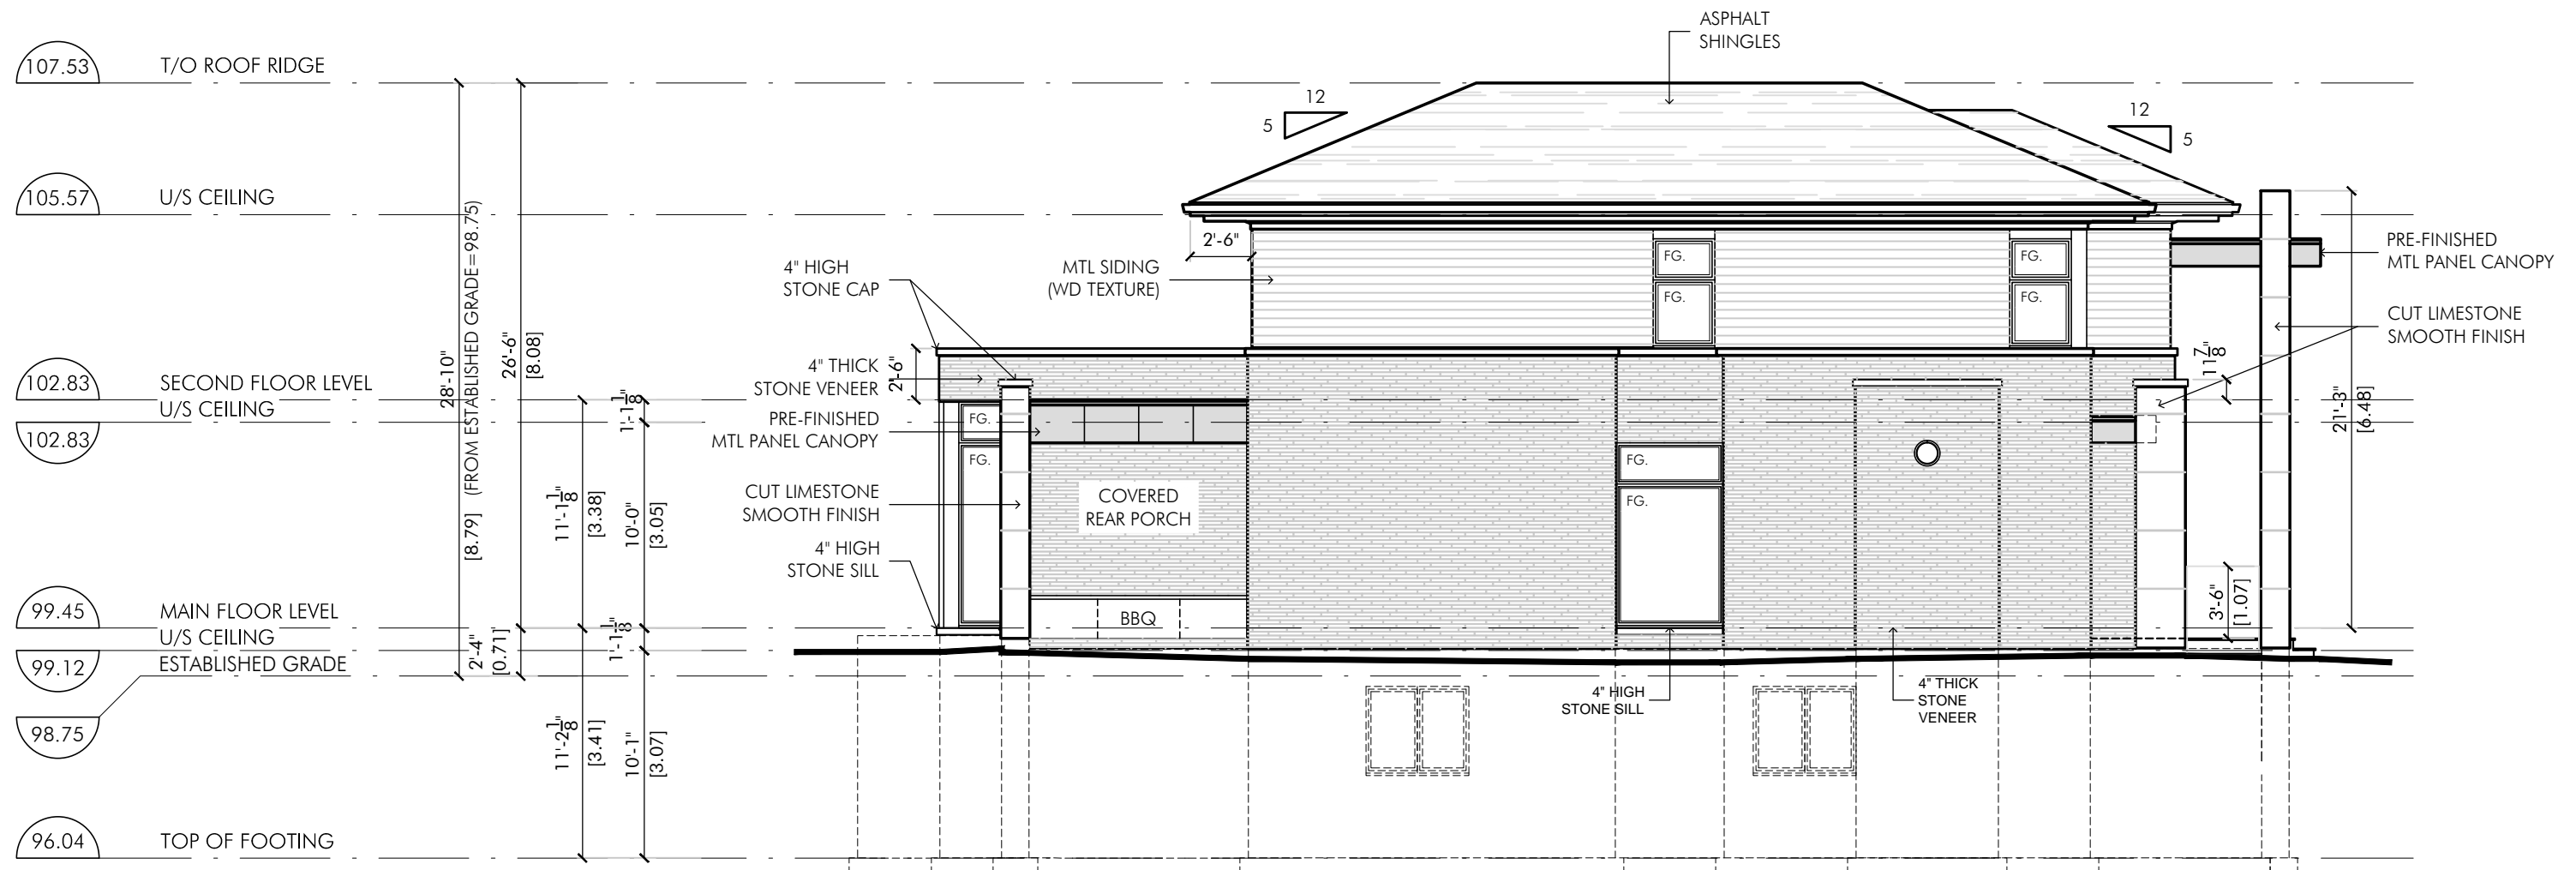 107.53
T/O ROOF RIDGE
105.57
U/S CEILING
102.83
SECOND FLOOR LEVEL
U/S CEILING
102.83
99.45
MAIN FLOOR LEVEL
U/S CEILING
99.12
ESTABLISHED GRADE
98.75
96.04
TOP OF FOOTING
28'-10"
[8.79] (FROM ESTABLISHED GRADE=98.75)
26'-6"
[8.08]
2'-4"
[0.71]
11'-1 1/8"
[3.38]
11'-2 1/8"
[3.41]
1'-1 1/8"
10'-0"
[3.05]
1'-1 1/8"
10'-1"
[3.07]
4" HIGH
STONE CAP
4" THICK
STONE VENEER
2'-6"
PRE-FINISHED
MTL PANEL CANOPY
CUT LIMESTONE
SMOOTH FINISH
4" HIGH
STONE SILL
12
5
2'-6"
MTL SIDING
(WD TEXTURE)
ASPHALT
SHINGLES
12
5
FG.
FG.
FG.
FG.
FG.
FG.
COVERED
REAR PORCH
BBQ
FG.
FG.
4" HIGH
STONE SILL
4" THICK
STONE
VENEER
PRE-FINISHED
MTL PANEL CANOPY
CUT LIMESTONE
SMOOTH FINISH
21'-3"
[6.48]
3'-6"
[1.07]